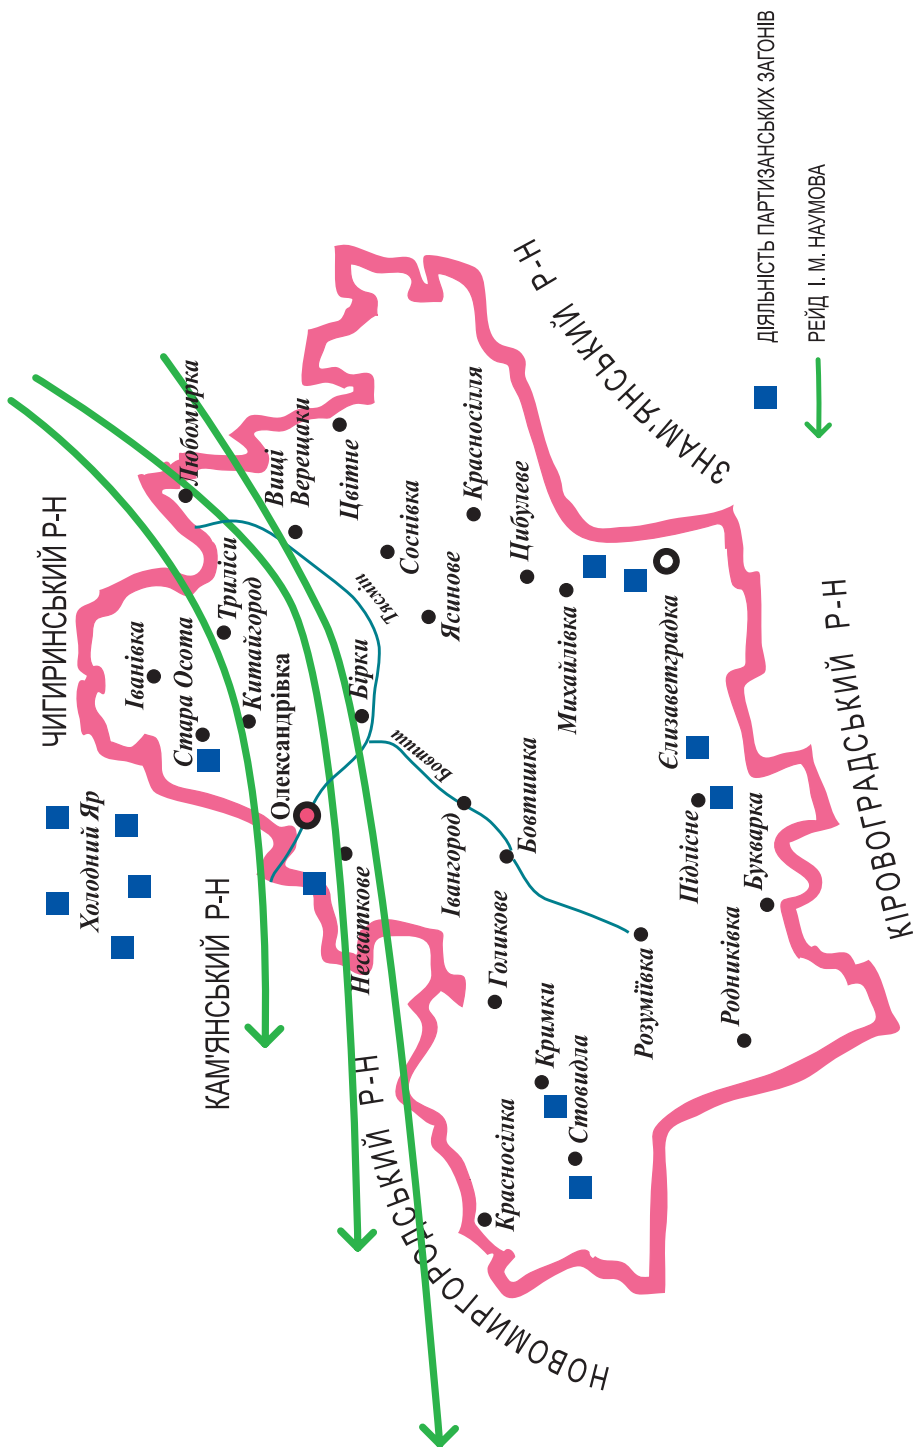 ЧИГИРИНСЬКИЙ Р-Н
Холодний Яр
КАМ'ЯНСЬКИЙ Р-Н
Іванівка
Любомирка
Стара Осота
Триліси
Китайгород
Вищі
Верещаки
Олександрівка
Цвітне
Бірки
Тясмин
Несваткове
НОВОМИРГОРОДСЬКИЙ Р-Н
Соснівка
Бовтиш
Ясинове
Івангород
Красносілля
Голикове
Красносілка
Цибулеве
Бовтишка
Кримки
Михайлівка
Стовидла
Розуміївка
Єлизаветградка
Підлісне
Родниківка
Букварка
ЗНАМ'ЯНСЬКИЙ Р-Н
КІРОВОГРАДСЬКИЙ Р-Н
ДІЯЛЬНІСТЬ ПАРТИЗАНСЬКИХ ЗАГОНІВ
РЕЙД І. М. НАУМОВА